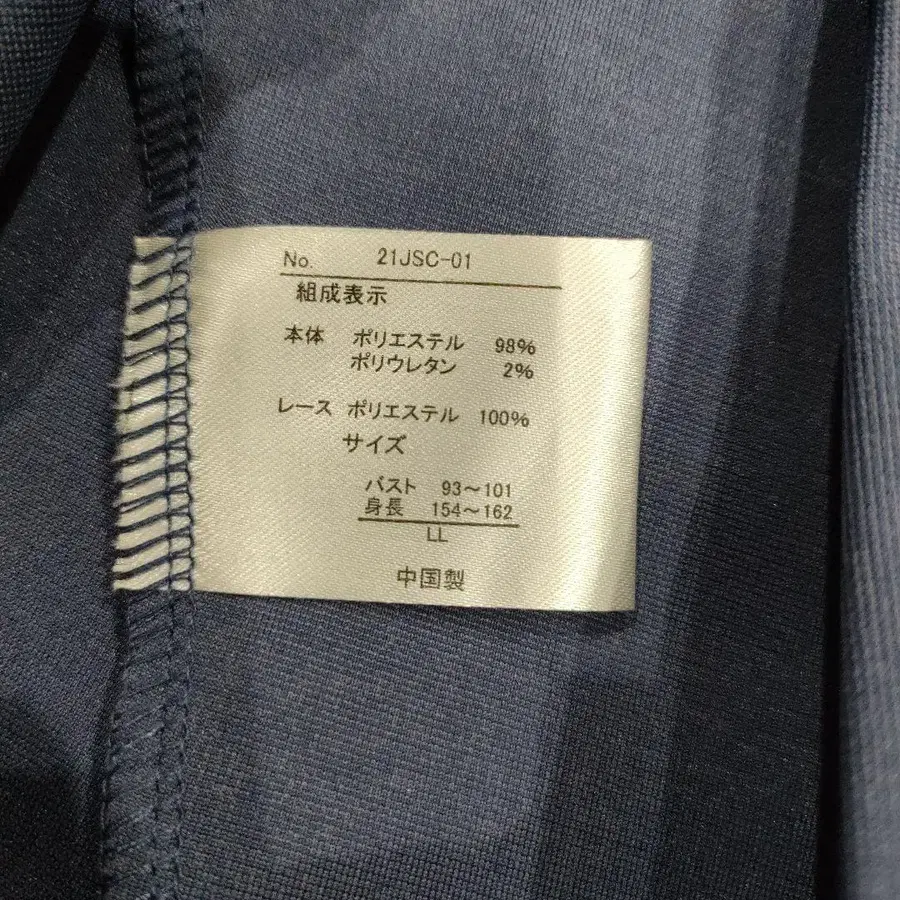 No. 21JSC-01
組成表示
本体 ポリエステル 98%
ポリウレタン 2%
レース ポリエステル 100%
サイズ
バスト 93～101
身長 154～162
LL
中国製